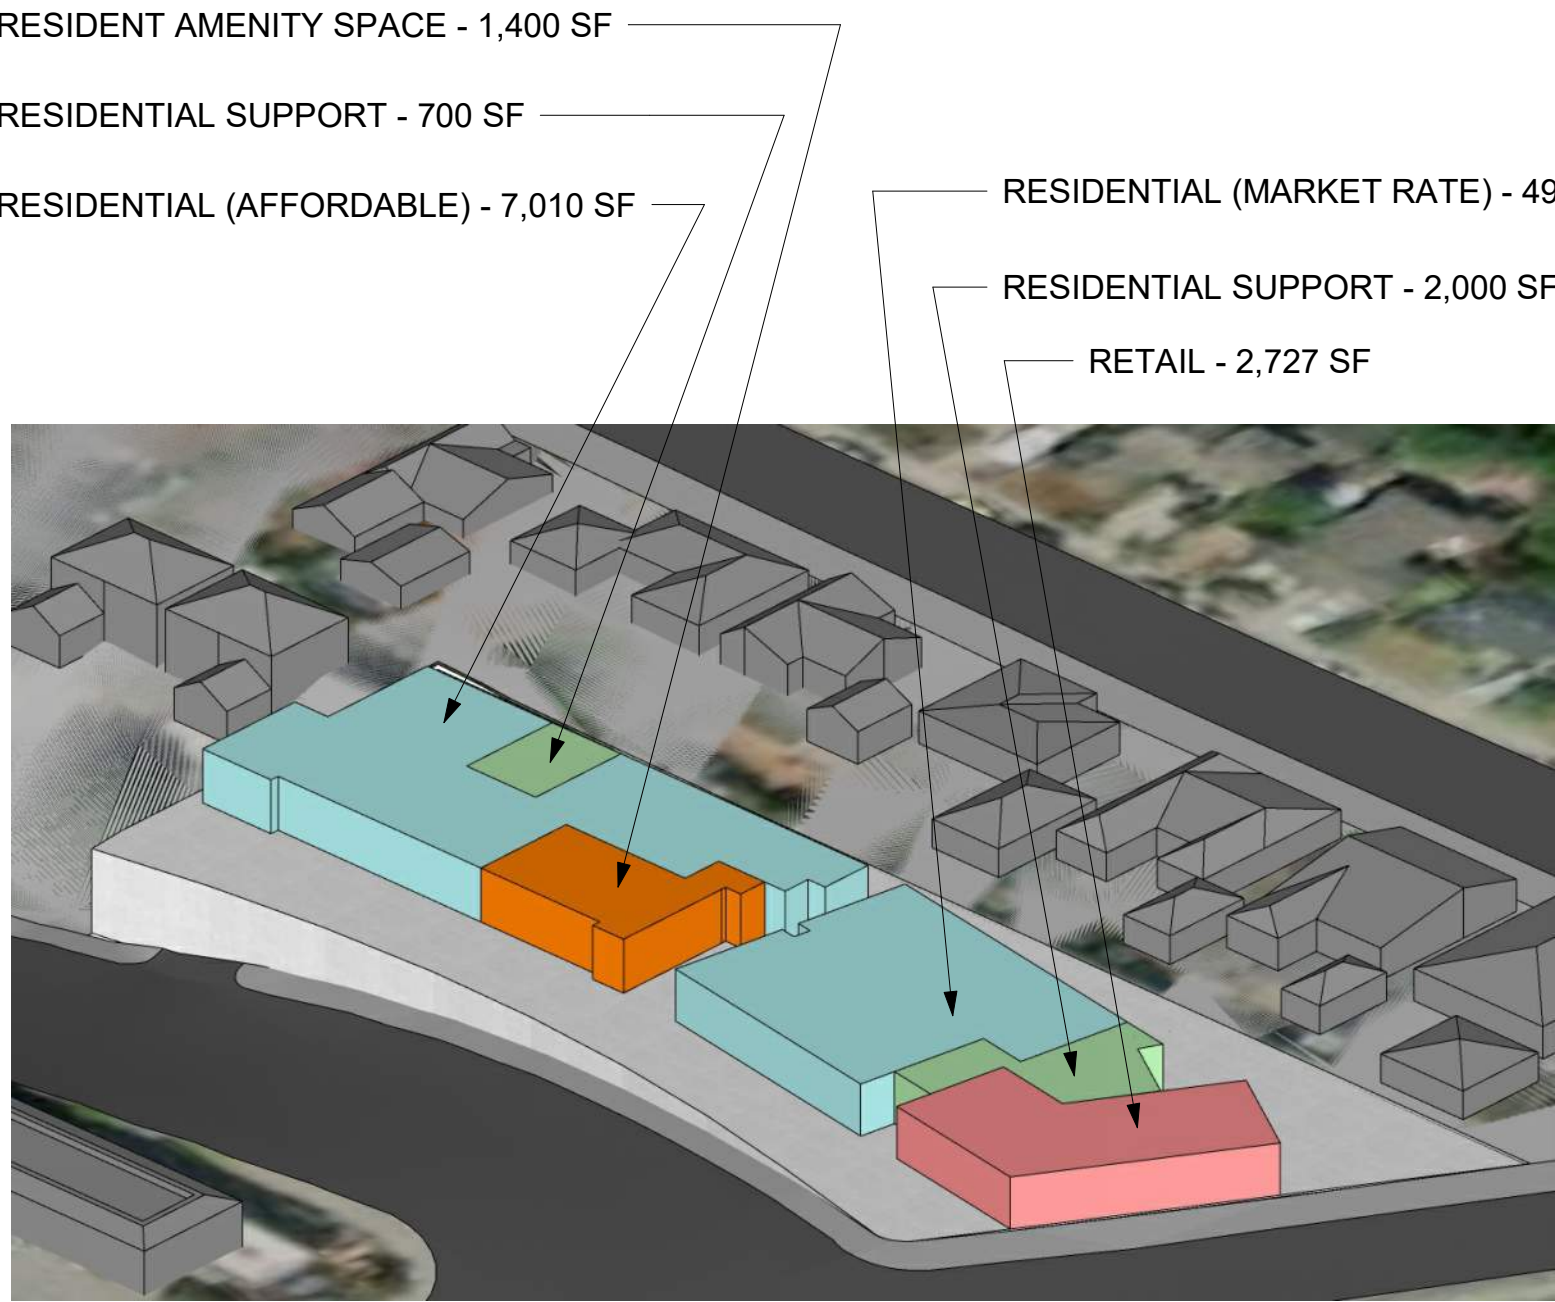 RESIDENT AMENITY SPACE - 1,400 SF
RESIDENTIAL SUPPORT - 700 SF
RESIDENTIAL (AFFORDABLE) - 7,010 SF
RESIDENTIAL (MARKET RATE) - 49
RESIDENTIAL SUPPORT - 2,000 SF
RETAIL - 2,727 SF